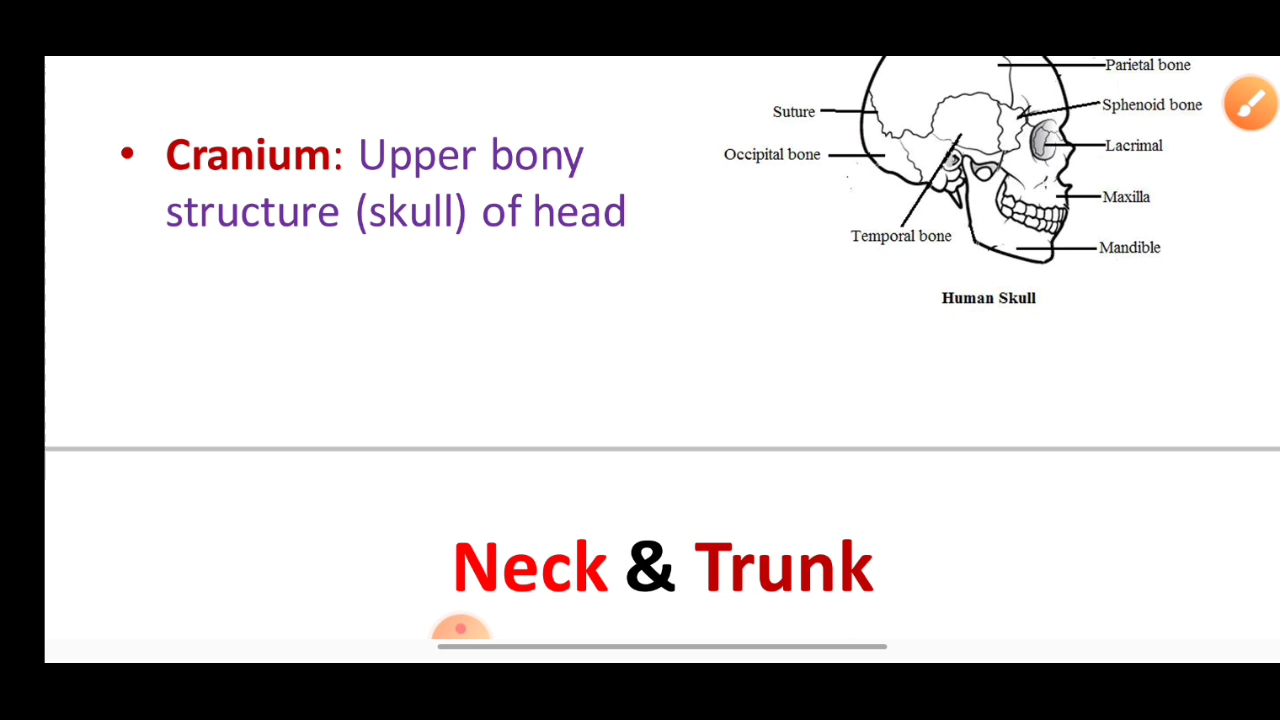 • Cranium: Upper bony
structure (skull) of head
Parietal bone
Sphenoid bone
Suture
Lacrimal
Occipital bone
Maxilla
Temporal bone
Mandible
Human Skull
Neck & Trunk